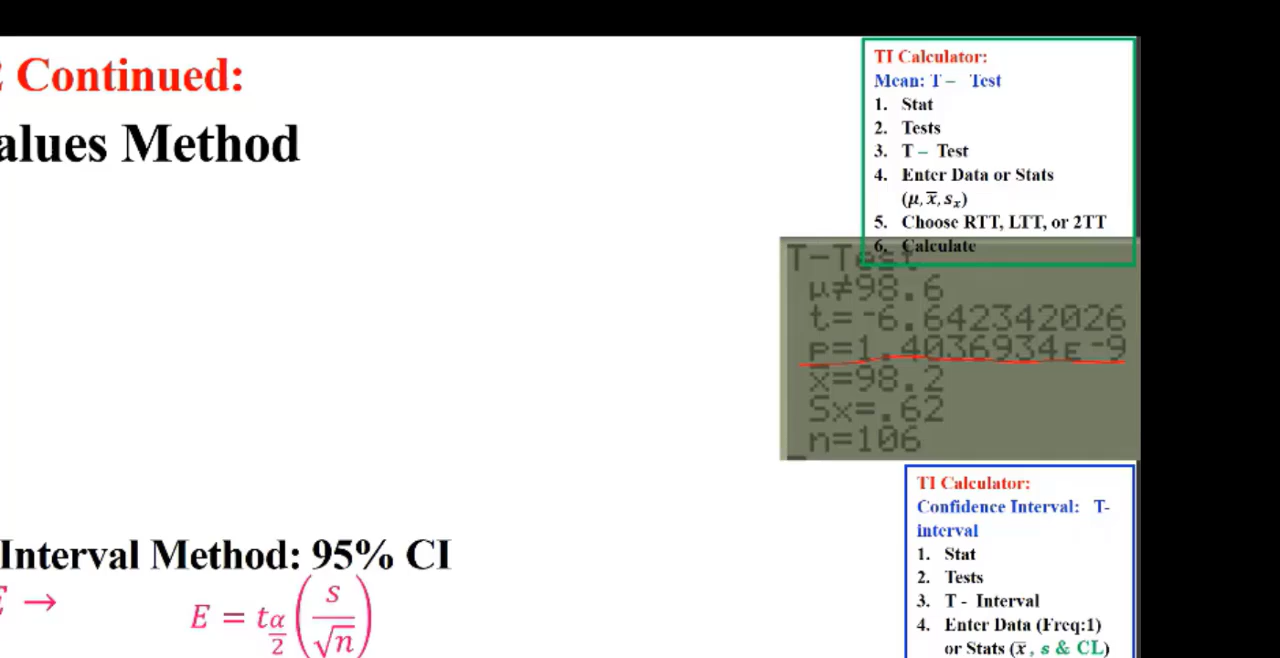 Continued:
alues Method
TI Calculator:
Mean: T – Test
1. Stat
2. Tests
3. T – Test
4. Enter Data or Stats
(μ, x̅, sₓ)
5. Choose RTT, LTT, or 2TT
6. Calculate
T-Test
μ≠98.6
t=-6.642342026
p=1.4036934E-9
x̅=98.2
Sx=.62
n=106
Interval Method: 95% CI
E → E = t_{α/2} (s/√n)
TI Calculator:
Confidence Interval: T-
interval
1. Stat
2. Tests
3. T - Interval
4. Enter Data (Freq:1)
or Stats (x̅ , s & CL)